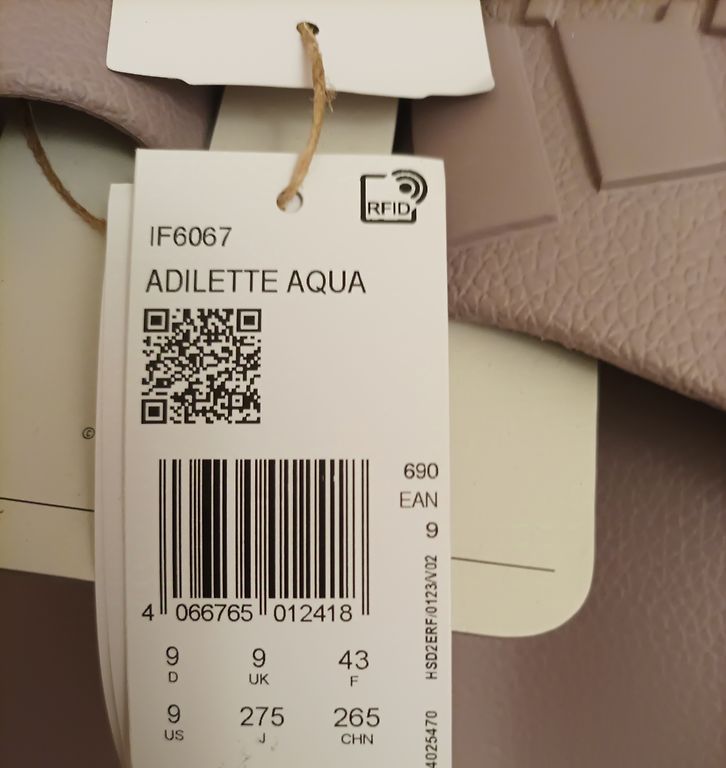 RFID
IF6067
ADILETTE AQUA
©
690
EAN
9
4 066765 012418
HSD2ERF/0123/V02
9 9 43
D UK F
9 275 265
US J CHN
4025470